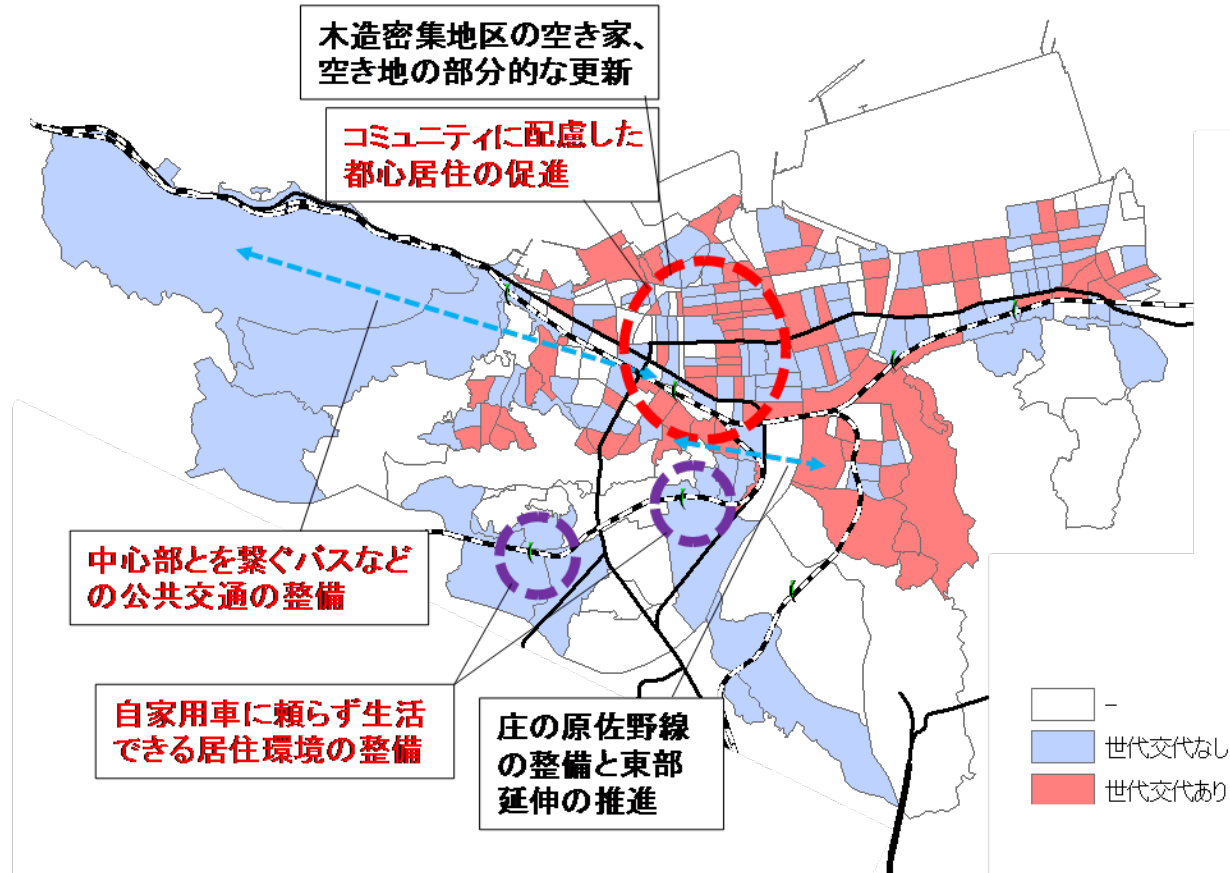 木造密集地区の空き家、
空き地の部分的な更新
コミュニティに配慮した
都心居住の促進
中心部とを繋ぐバスなど
の公共交通の整備
自家用車に頼らず生活
できる居住環境の整備
庄の原佐野線
の整備と東部
延伸の推進
－
世代交代なし
世代交代あり